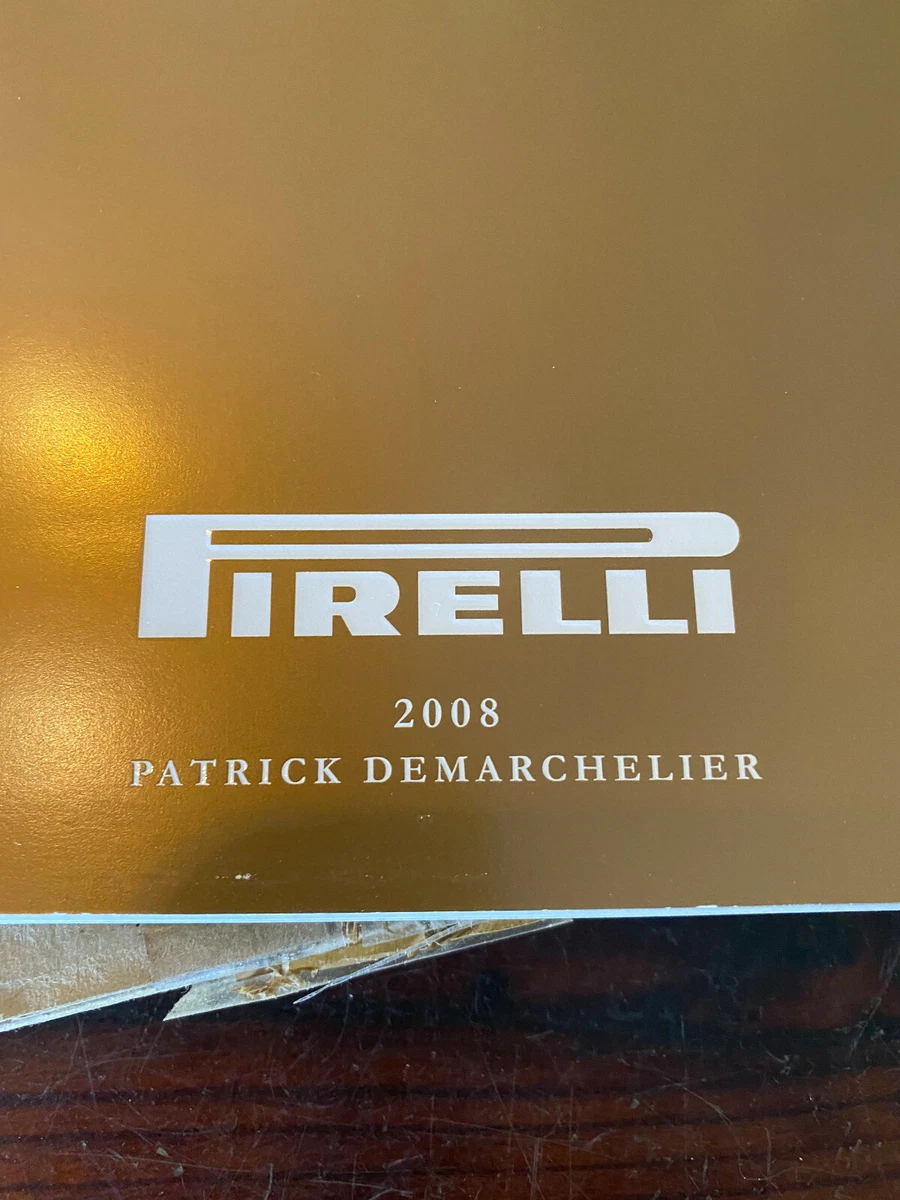 PIRELLI
2008
PATRICK DEMARCHELIER